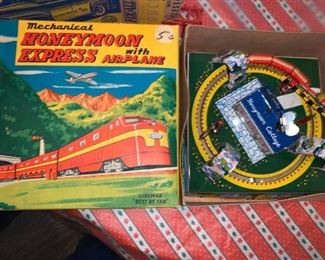 Mechanical
HONEYMOON
EXPRESS with
AIRPLANE
50
LINEMAR
"BEST BY FAR"
Honeymoon Cottage